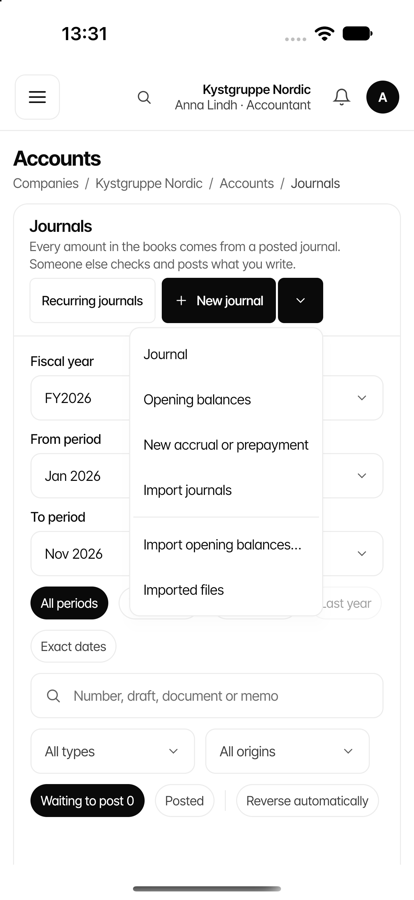 13:31
Kystgruppe Nordic
Anna Lindh · Accountant
A
Accounts
Companies / Kystgruppe Nordic / Accounts / Journals
Journals
Every amount in the books comes from a posted journal.
Someone else checks and posts what you write.
Recurring journals
+ New journal
Journal
Opening balances
New accrual or prepayment
Import journals
Import opening balances...
Imported files
Fiscal year
FY2026
From period
Jan 2026
To period
Nov 2026
All periods
Last year
Exact dates
Number, draft, document or memo
All types
All origins
Waiting to post 0
Posted
Reverse automatically